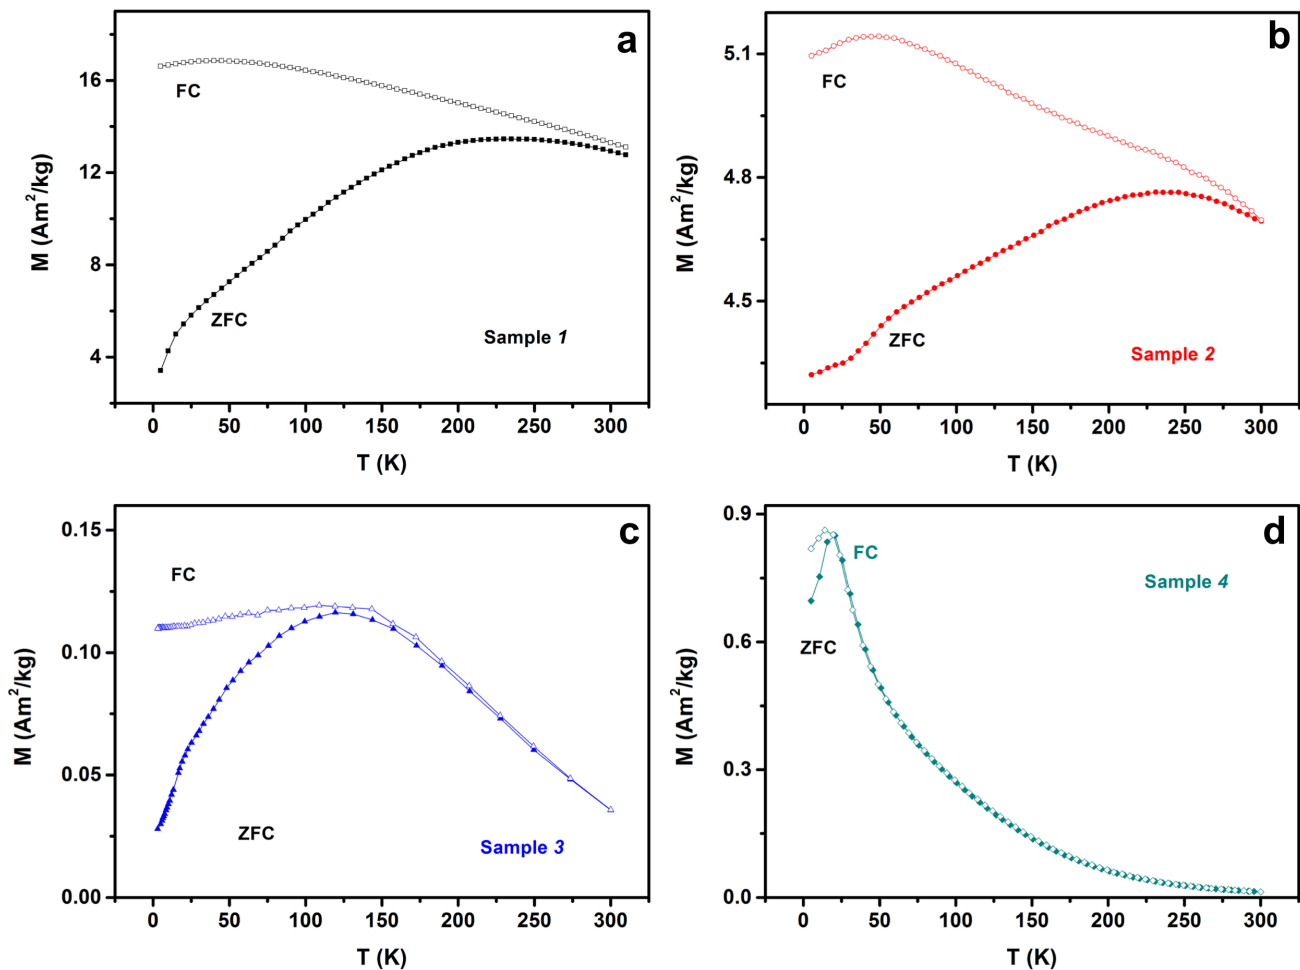 a
16
12
8
4
M (Am²/kg)
FC
ZFC
Sample 1
0 50 100 150 200 250 300
T (K)
b
5.1
4.8
4.5
M (Am²/kg)
FC
ZFC
Sample 2
0 50 100 150 200 250 300
T (K)
c
0.15
0.10
0.05
0.00
M (Am²/kg)
FC
ZFC
Sample 3
0 50 100 150 200 250 300
T (K)
d
0.9
0.6
0.3
0.0
M (Am²/kg)
FC
Sample 4
ZFC
0 50 100 150 200 250 300
T (K)